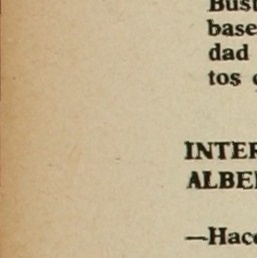 Bust
base
dad
tos
INTER
ALBE
—Hace